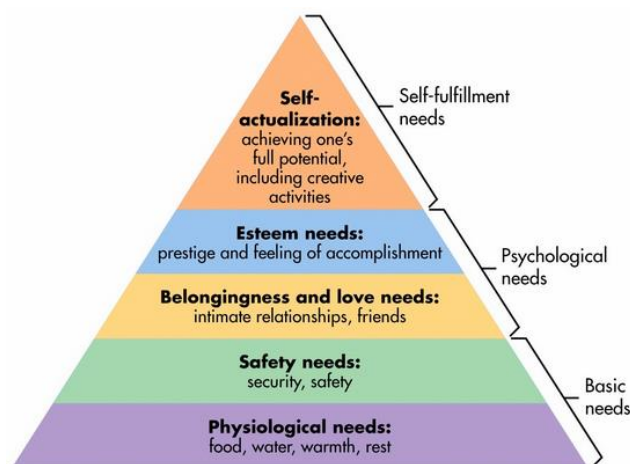 Self-
actualization:
achieving one's
full potential,
including creative
activities
Self-fulfillment
needs
Esteem needs:
prestige and feeling of accomplishment
Belongingness and love needs:
intimate relationships, friends
Psychological
needs
Safety needs:
security, safety
Physiological needs:
food, water, warmth, rest
Basic
needs